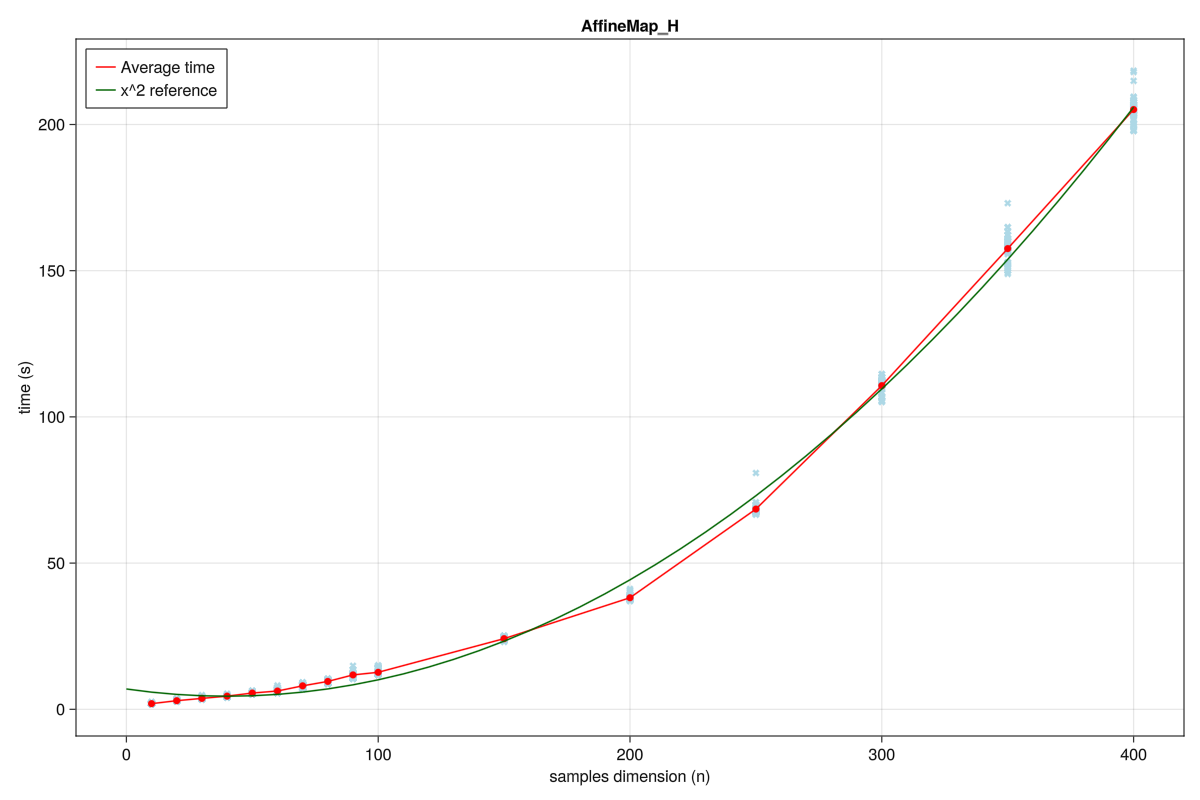 AffineMap_H
Average time
x^2 reference
200
150
100
50
0
time (s)
0 100 200 300 400
samples dimension (n)